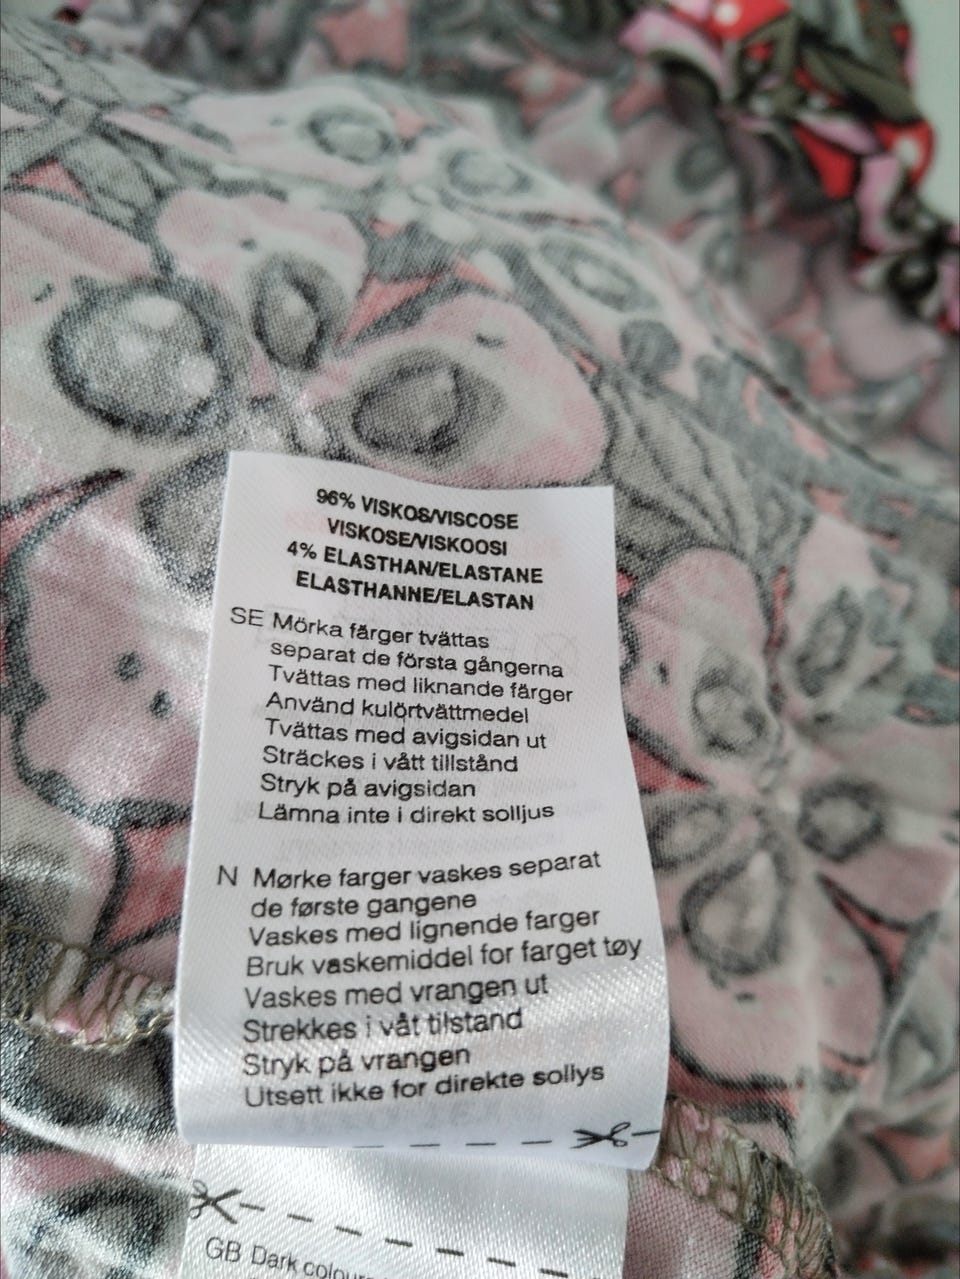 96% VISKOS/VISCOSE
VISKOSE/VISKOOSI
4% ELASTHAN/ELASTANE
ELASTHANNE/ELASTAN
SE Mörka färger tvättas
separat de första gångerna
Tvättas med liknande färger
Använd kulörtvättmedel
Tvättas med avigsidan ut
Sträckes i vått tillstånd
Stryk på avigsidan
Lämna inte i direkt solljus
N Mørke farger vaskes separat
de første gangene
Vaskes med lignende farger
Bruk vaskemiddel for farget tøy
Vaskes med vrangen ut
Strekkes i våt tilstand
Stryk på vrangen
Utsett ikke for direkte sollys
GB Dark colour